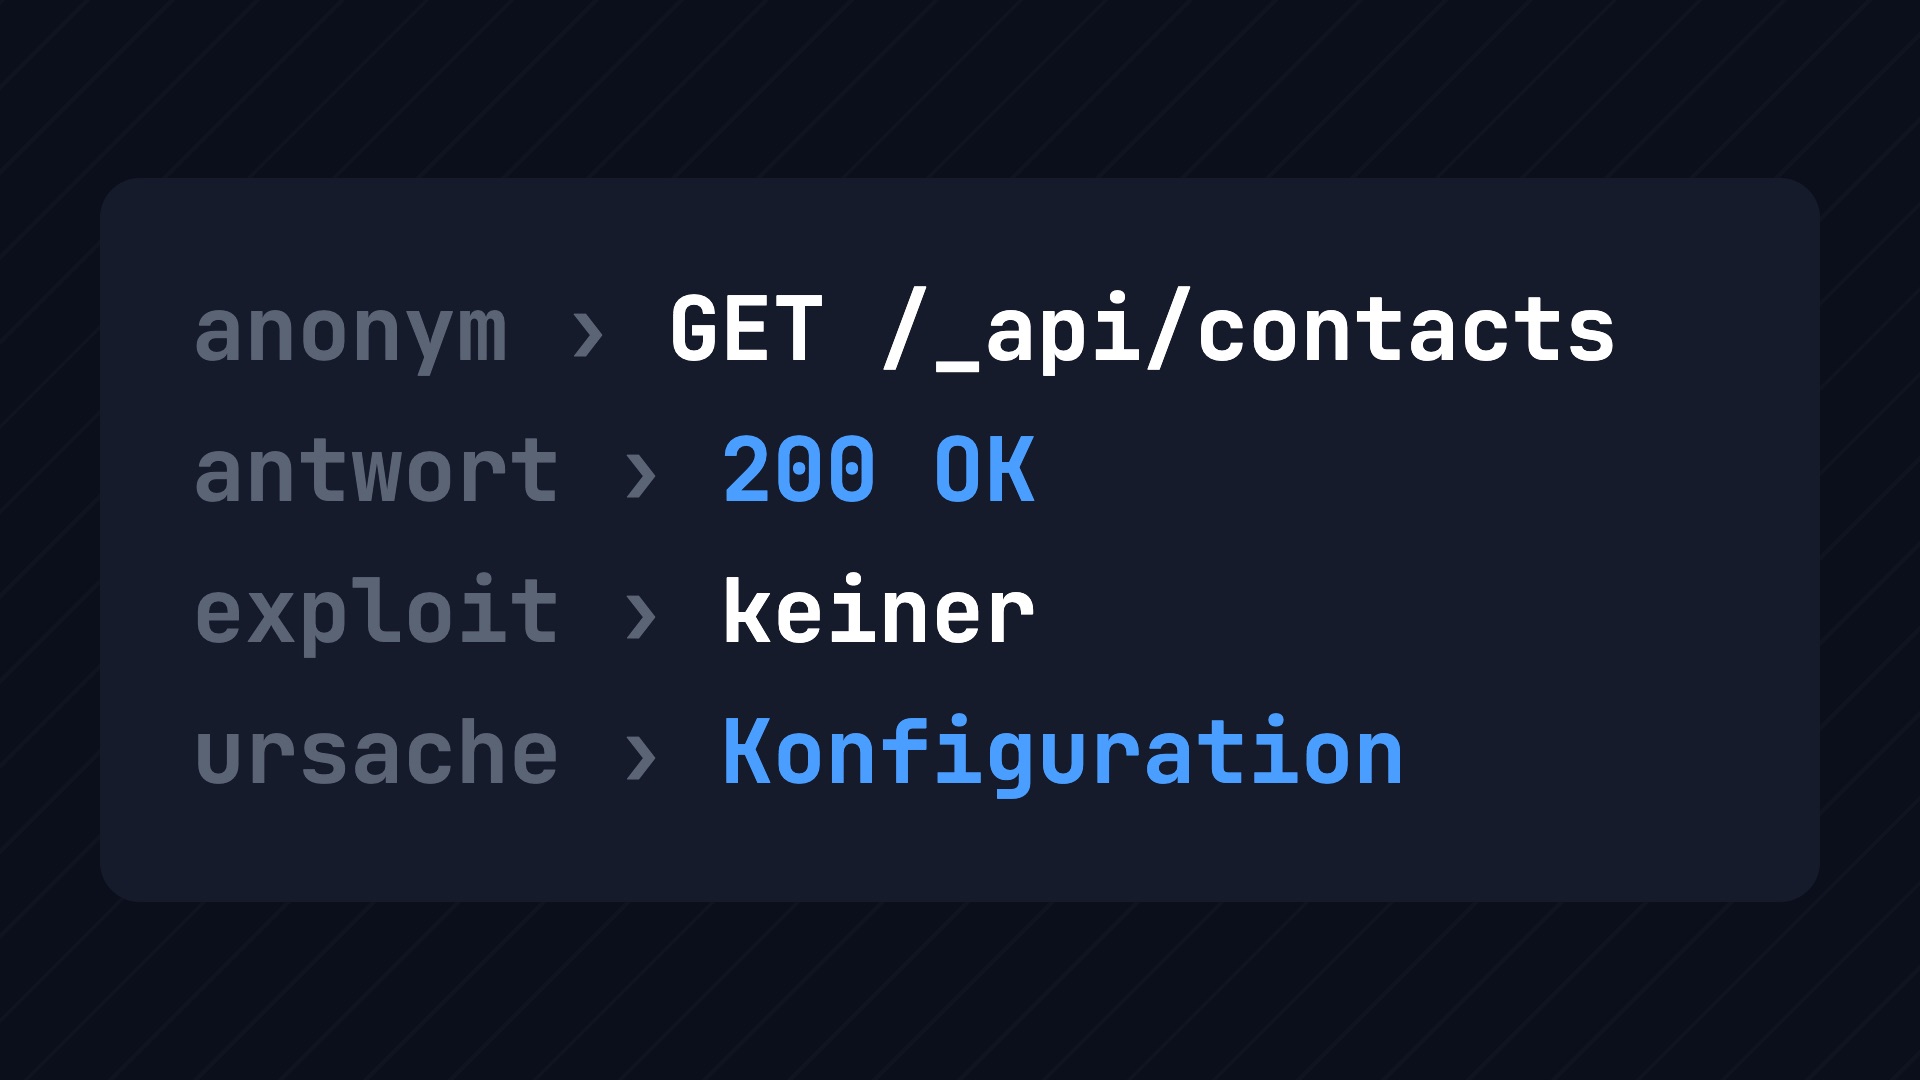 anonym › GET /_api/contacts
antwort › 200 OK
exploit › keiner
ursache › Konfiguration